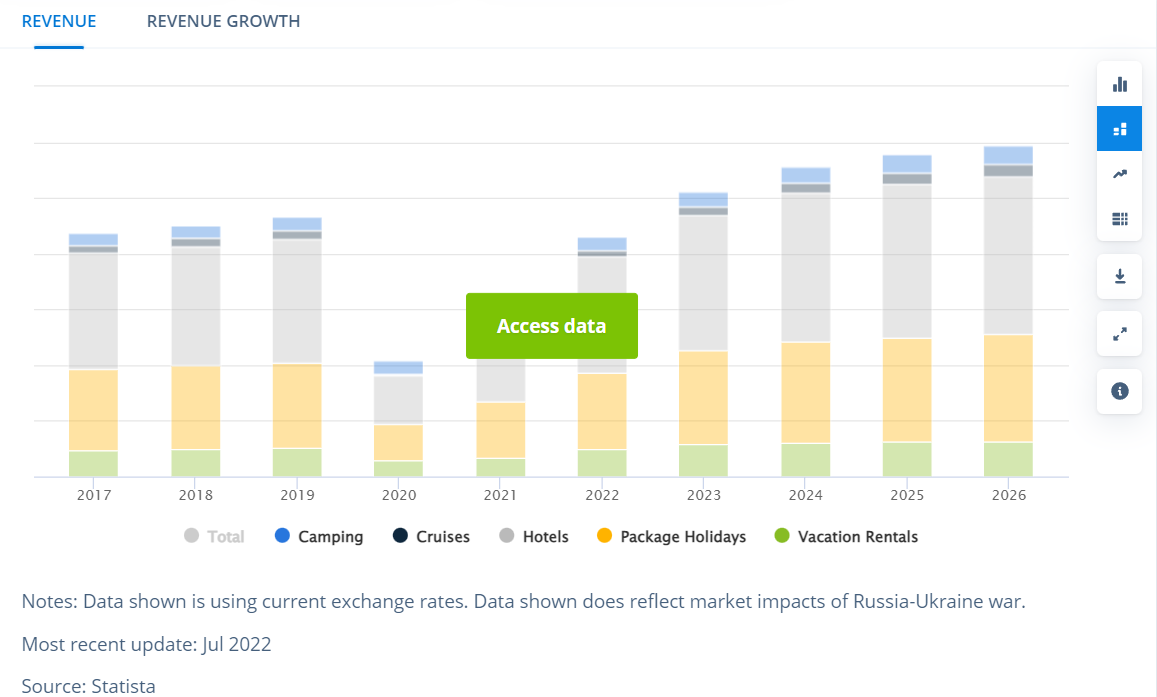 REVENUE REVENUE GROWTH
Access data
2017 2018 2019 2020 2021 2022 2023 2024 2025 2026
Total Camping Cruises Hotels Package Holidays Vacation Rentals
Notes: Data shown is using current exchange rates. Data shown does reflect market impacts of Russia-Ukraine war.
Most recent update: Jul 2022
Source: Statista